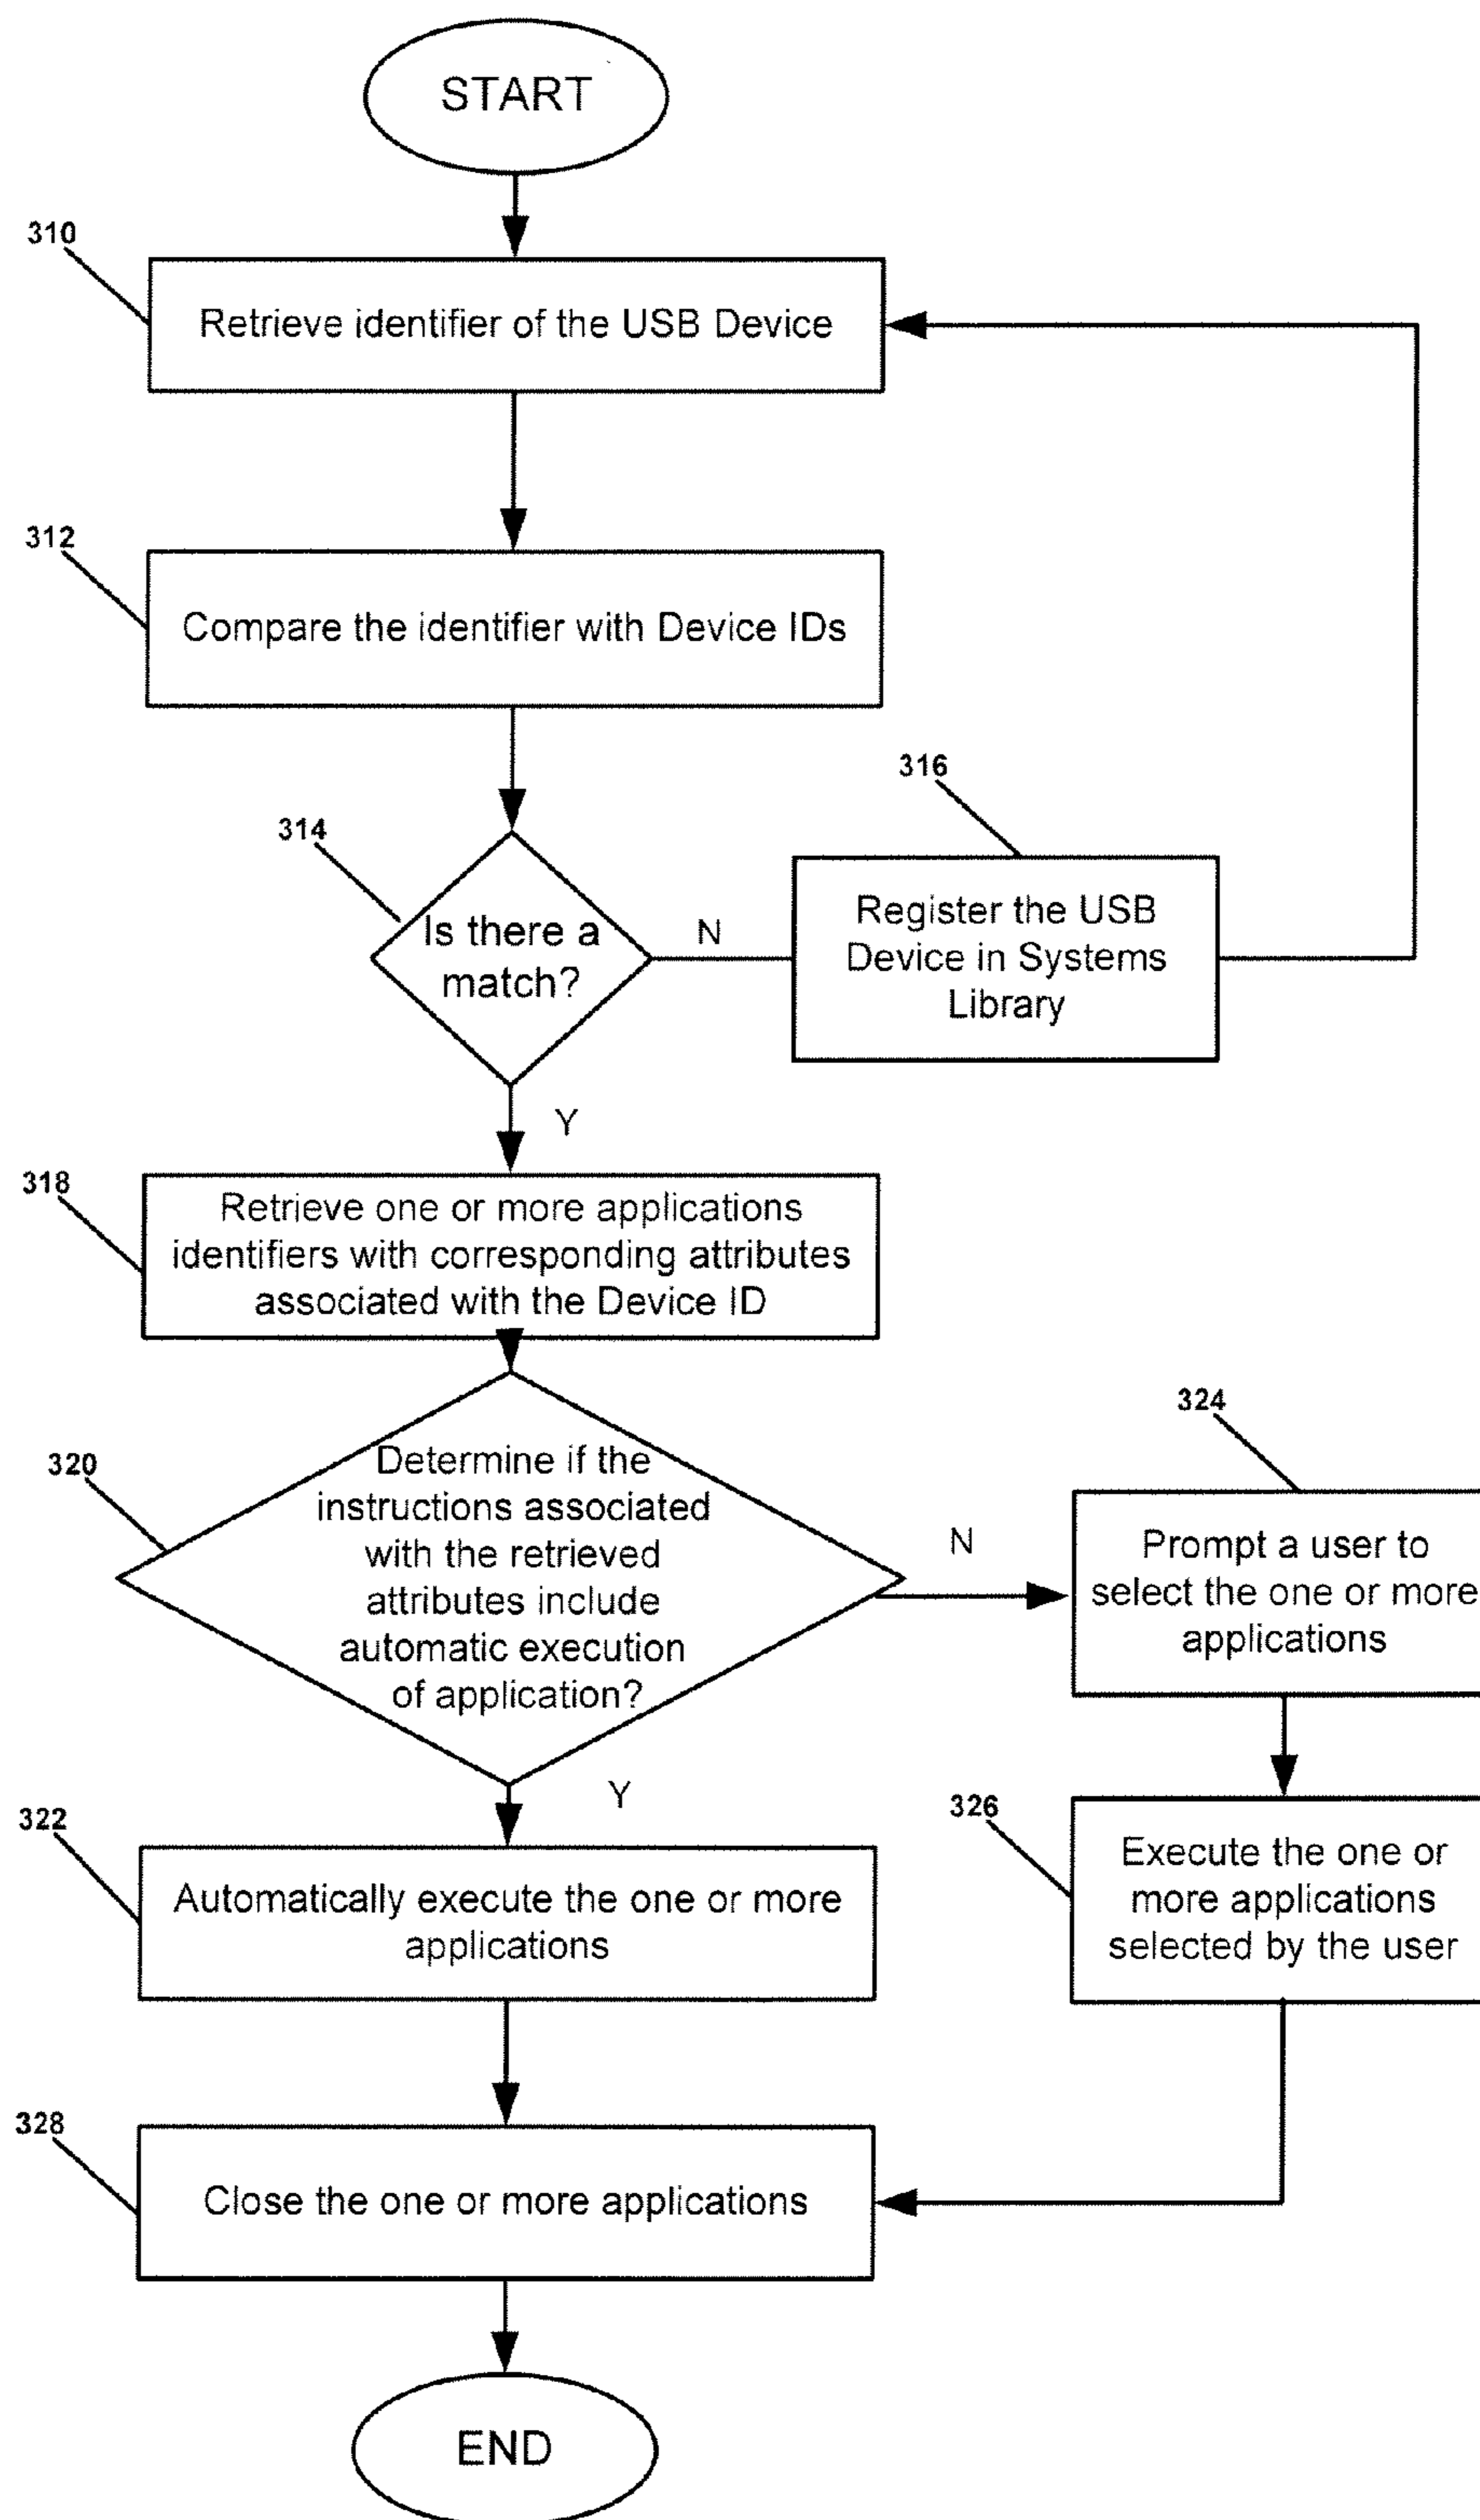 START
310
Retrieve identifier of the USB Device
312
Compare the identifier with Device IDs
316
314
Is there a
match?
N
Register the USB
Device in Systems
Library
Y
318
Retrieve one or more applications
identifiers with corresponding attributes
associated with the Device ID
324
320
Determine if the
instructions associated
with the retrieved
attributes include
automatic execution
of application?
N
Prompt a user to
select the one or more
applications
Y
322
Automatically execute the one or more
applications
326
Execute the one or
more applications
selected by the user
328
Close the one or more applications
END